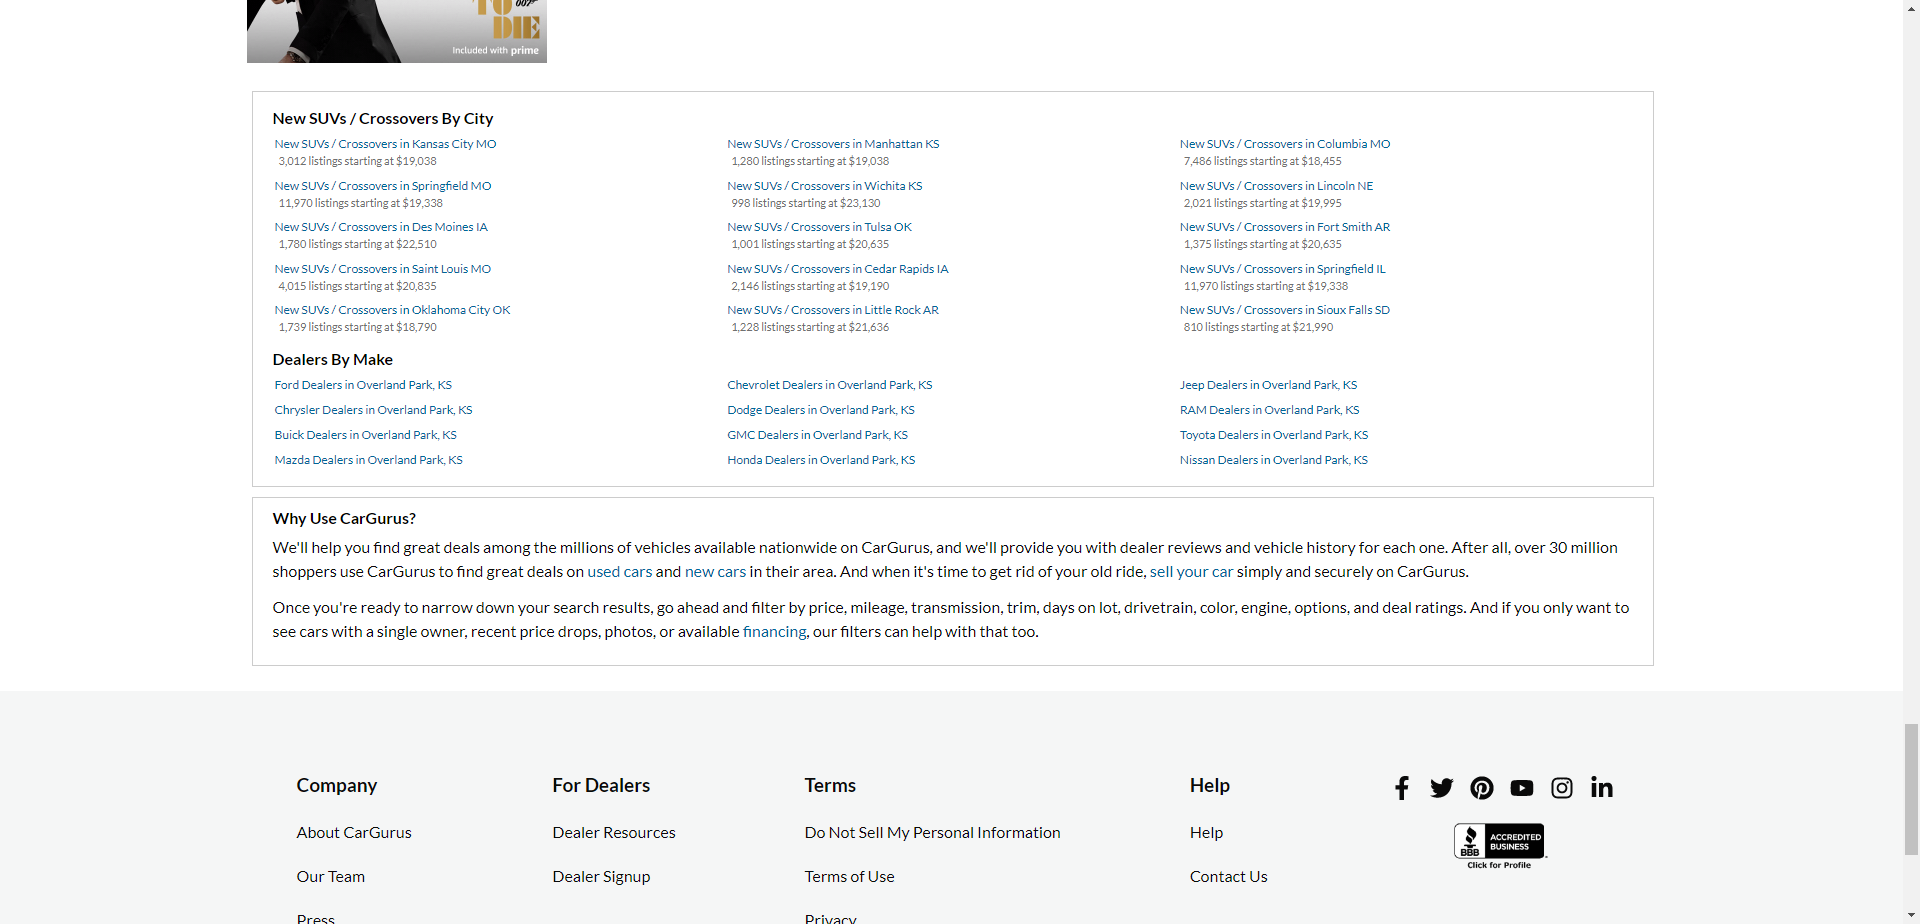 TO
007
DIE
Included with prime
New SUVs / Crossovers By City
New SUVs / Crossovers in Kansas City MO
3,012 listings starting at $19,038
New SUVs / Crossovers in Manhattan KS
1,280 listings starting at $19,038
New SUVs / Crossovers in Columbia MO
7,486 listings starting at $18,455
New SUVs / Crossovers in Springfield MO
11,970 listings starting at $19,338
New SUVs / Crossovers in Wichita KS
998 listings starting at $23,130
New SUVs / Crossovers in Lincoln NE
2,021 listings starting at $19,995
New SUVs / Crossovers in Des Moines IA
1,780 listings starting at $22,510
New SUVs / Crossovers in Tulsa OK
1,001 listings starting at $20,635
New SUVs / Crossovers in Fort Smith AR
1,375 listings starting at $20,635
New SUVs / Crossovers in Saint Louis MO
4,015 listings starting at $20,835
New SUVs / Crossovers in Cedar Rapids IA
2,146 listings starting at $19,190
New SUVs / Crossovers in Springfield IL
11,970 listings starting at $19,338
New SUVs / Crossovers in Oklahoma City OK
1,739 listings starting at $18,790
New SUVs / Crossovers in Little Rock AR
1,228 listings starting at $21,636
New SUVs / Crossovers in Sioux Falls SD
810 listings starting at $21,990
Dealers By Make
Ford Dealers in Overland Park, KS
Chevrolet Dealers in Overland Park, KS
Jeep Dealers in Overland Park, KS
Chrysler Dealers in Overland Park, KS
Dodge Dealers in Overland Park, KS
RAM Dealers in Overland Park, KS
Buick Dealers in Overland Park, KS
GMC Dealers in Overland Park, KS
Toyota Dealers in Overland Park, KS
Mazda Dealers in Overland Park, KS
Honda Dealers in Overland Park, KS
Nissan Dealers in Overland Park, KS
Why Use CarGurus?
We'll help you find great deals among the millions of vehicles available nationwide on CarGurus, and we'll provide you with dealer reviews and vehicle history for each one. After all, over 30 million
shoppers use CarGurus to find great deals on used cars and new cars in their area. And when it's time to get rid of your old ride, sell your car simply and securely on CarGurus.
Once you're ready to narrow down your search results, go ahead and filter by price, mileage, transmission, trim, days on lot, drivetrain, color, engine, options, and deal ratings. And if you only want to
see cars with a single owner, recent price drops, photos, or available financing, our filters can help with that too.
Company
About CarGurus
Our Team
Press
For Dealers
Dealer Resources
Dealer Signup
Terms
Do Not Sell My Personal Information
Terms of Use
Privacy
Help
Help
Contact Us
BBB
ACCREDITED
BUSINESS
Click for Profile